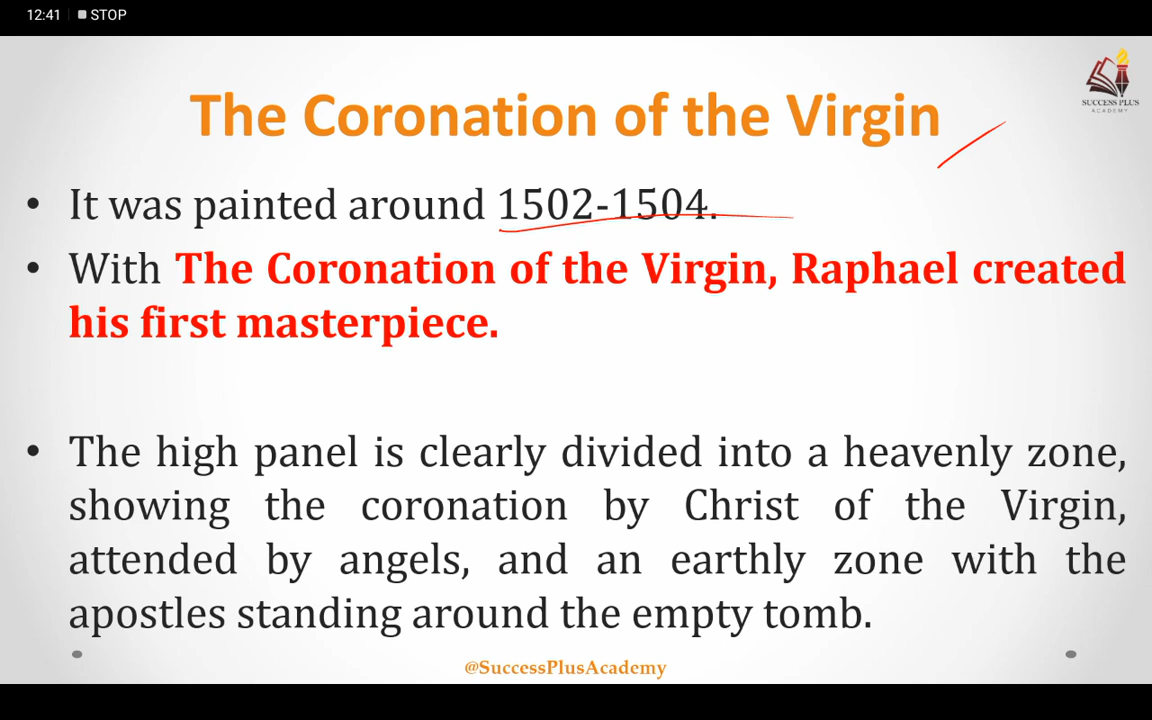 12:41 STOP
SUCCESS PLUS
ACADEMY
The Coronation of the Virgin
• It was painted around 1502-1504.
• With The Coronation of the Virgin, Raphael created
his first masterpiece.
• The high panel is clearly divided into a heavenly zone,
showing the coronation by Christ of the Virgin,
attended by angels, and an earthly zone with the
apostles standing around the empty tomb.
@SuccessPlusAcademy